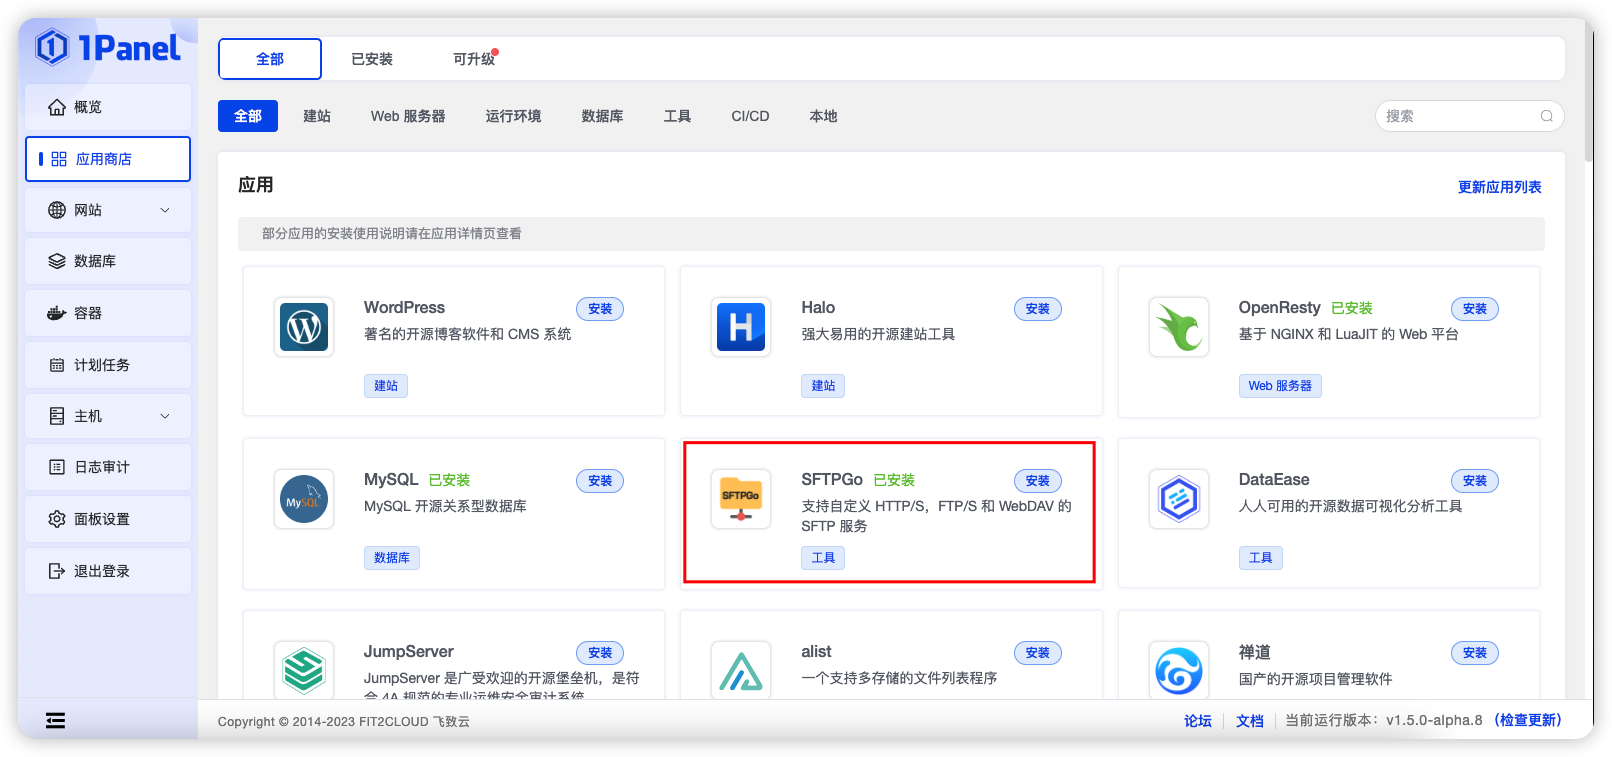 1Panel
概览
应用商店
网站
数据库
容器
计划任务
主机
日志审计
面板设置
退出登录
全部 已安装 可升级
全部 建站 Web 服务器 运行环境 数据库 工具 CI/CD 本地 搜索
应用 更新应用列表
部分应用的安装使用说明请在应用详情页查看
WordPress 安装
著名的开源博客软件和 CMS 系统
建站
Halo 安装
强大易用的开源建站工具
建站
OpenResty 已安装 安装
基于 NGINX 和 LuaJIT 的 Web 平台
Web 服务器
MySQL
MySQL 已安装 安装
MySQL 开源关系型数据库
数据库
SFTPGo
SFTPGo 已安装 安装
支持自定义 HTTP/S，FTP/S 和 WebDAV 的
SFTP 服务
工具
DataEase 安装
人人可用的开源数据可视化分析工具
工具
JumpServer 安装
JumpServer 是广受欢迎的开源堡垒机，是符
合 4A 规范的专业运维安全审计系统
alist 安装
一个支持多存储的文件列表程序
禅道 安装
国产的开源项目管理软件
Copyright © 2014-2023 FIT2CLOUD 飞致云
论坛 文档 当前运行版本：v1.5.0-alpha.8 (检查更新)